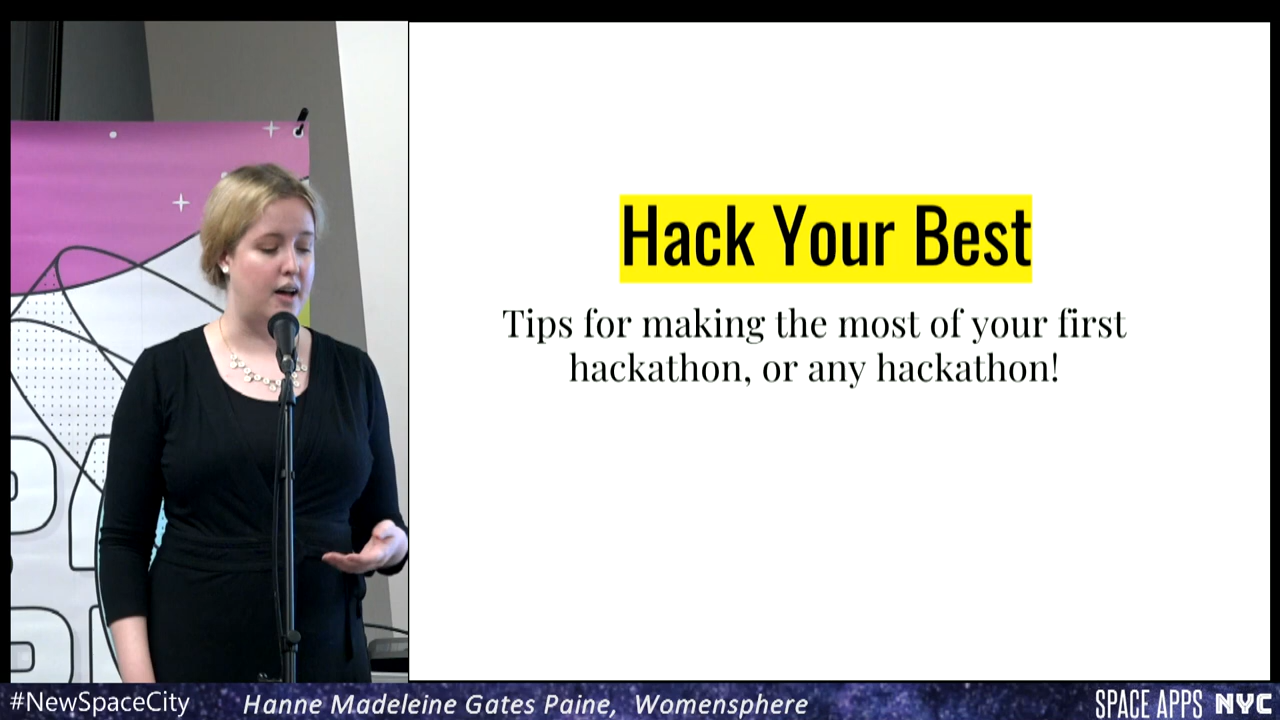 Hack Your Best
Tips for making the most of your first
hackathon, or any hackathon!
#NewSpaceCity
Hanne Madeleine Gates Paine, Womensphere
SPACE APPS NYC